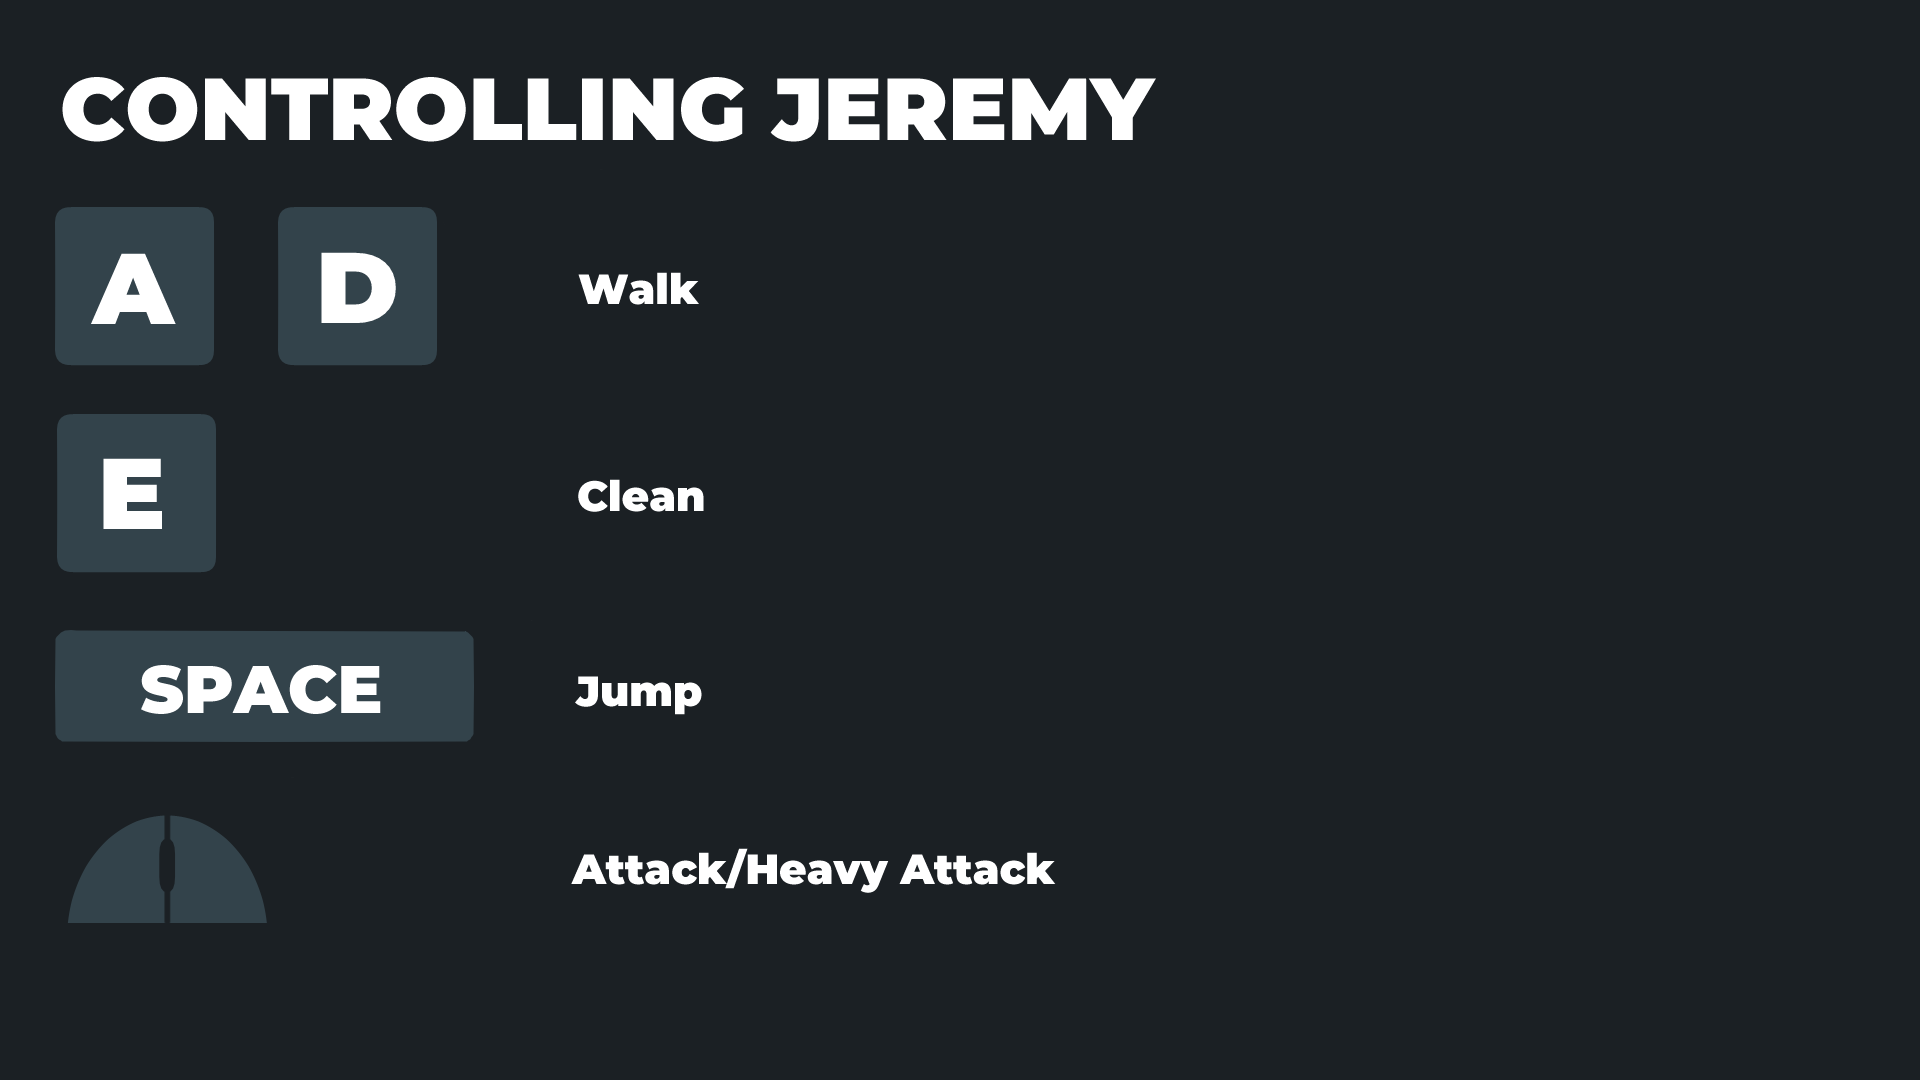 CONTROLLING JEREMY
A D Walk
E Clean
SPACE Jump
Attack/Heavy Attack